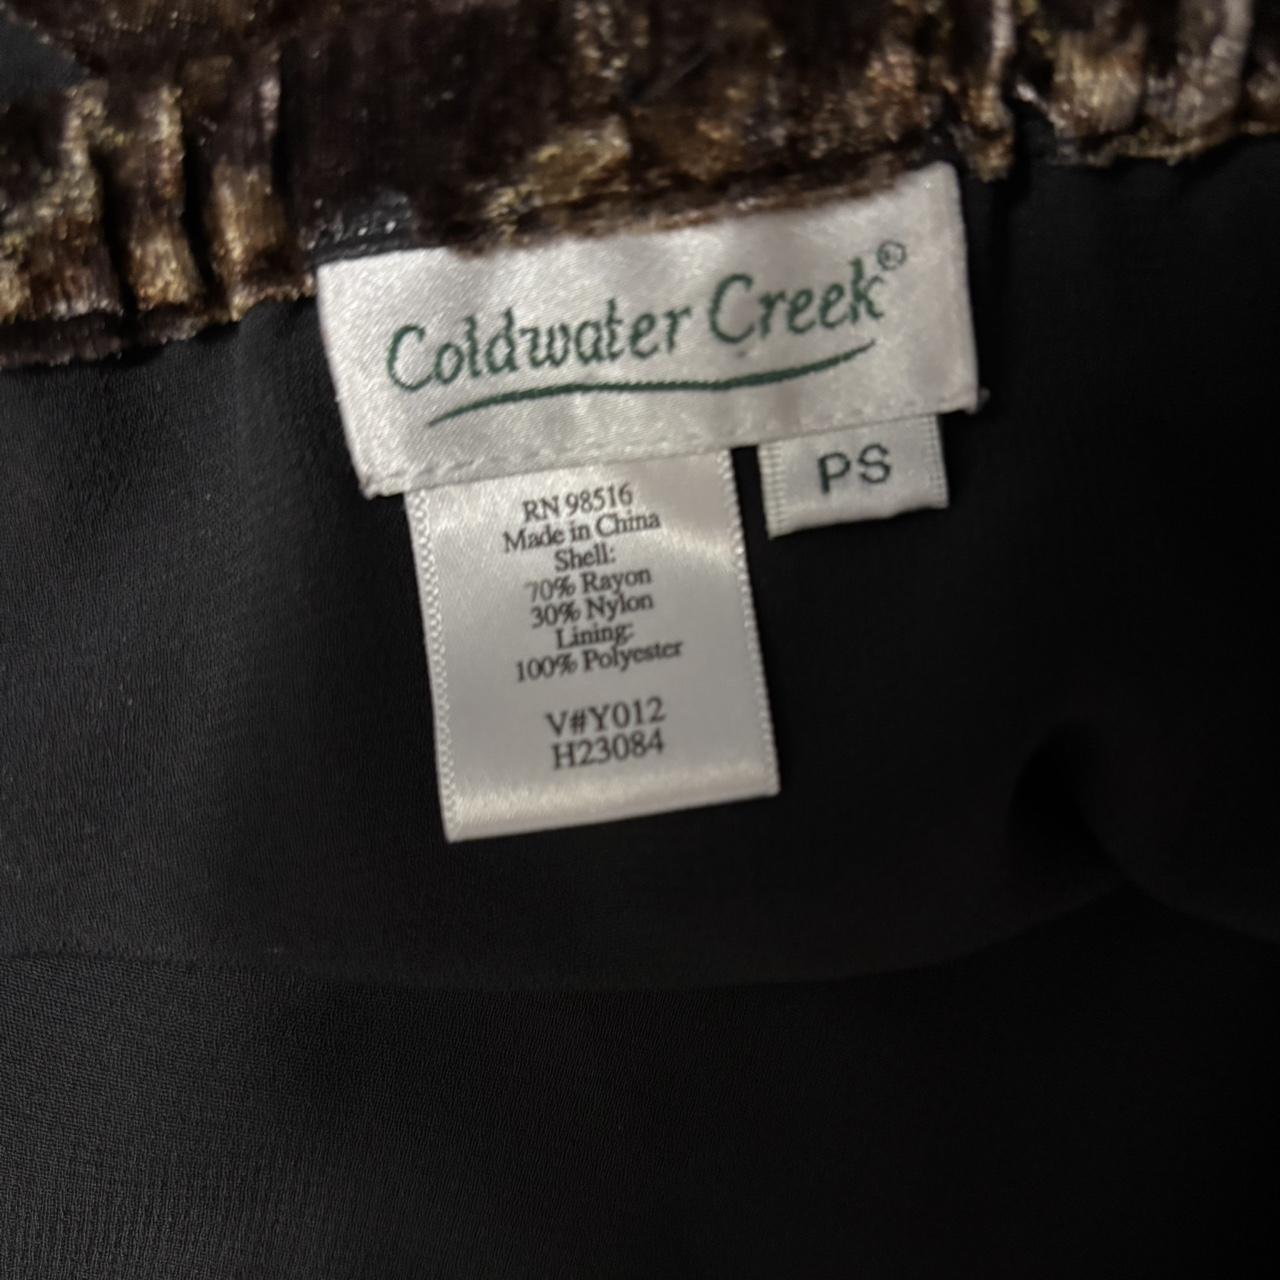 Coldwater Creek®
PS
RN 98516
Made in China
Shell:
70% Rayon
30% Nylon
Lining:
100% Polyester
V#Y012
H23084